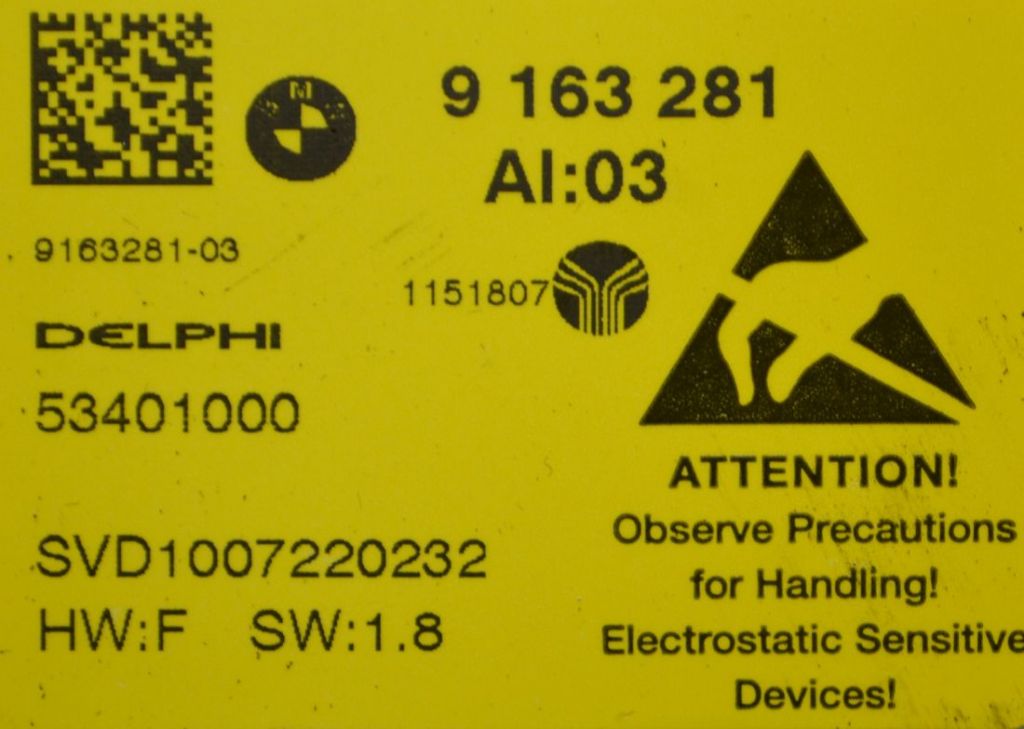 BMW
9 163 281
AI:03
9163281-03
1151807
DELPHI
53401000
SVD1007220232
HW:F SW:1.8
ATTENTION!
Observe Precautions
for Handling!
Electrostatic Sensitive
Devices!